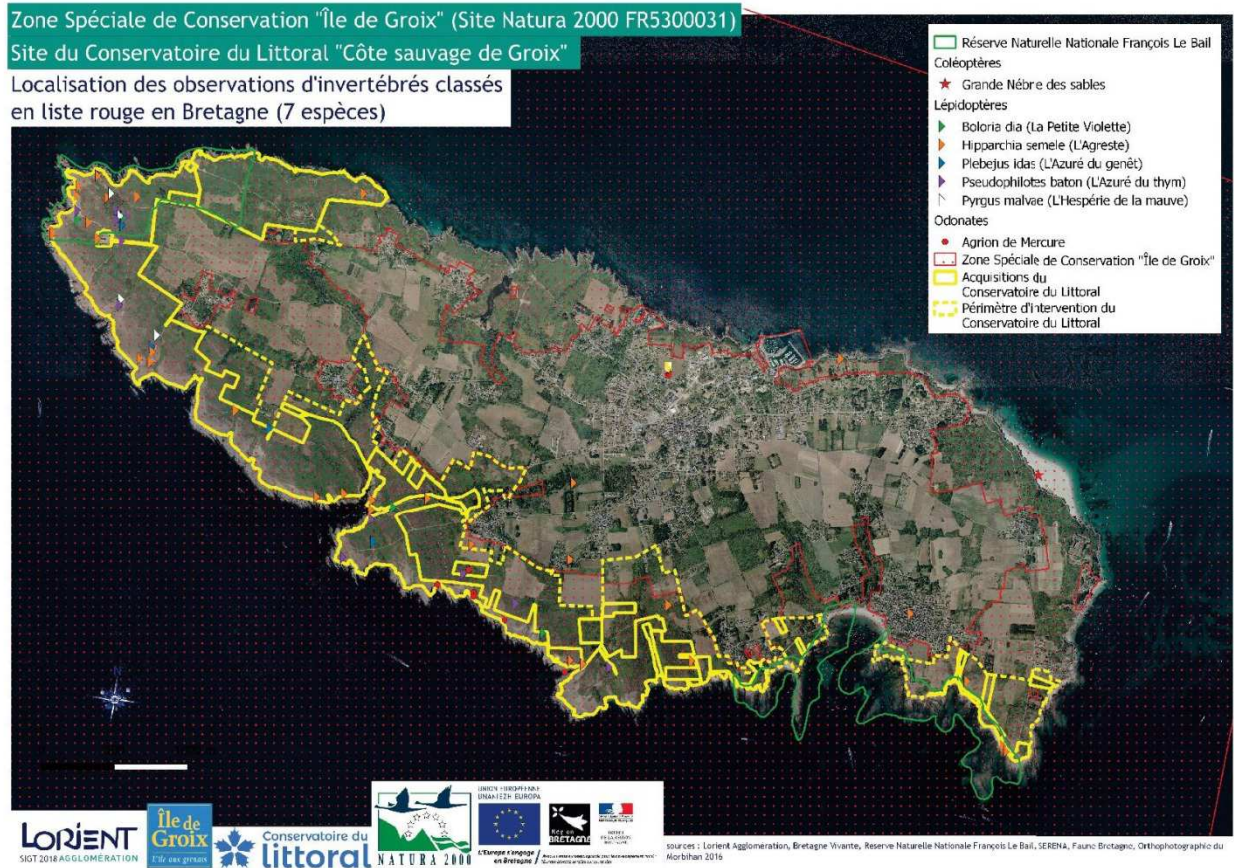 Zone Spéciale de Conservation "Île de Groix" (Site Natura 2000 FR5300031)
Site du Conservatoire du Littoral "Côte sauvage de Groix"
Localisation des observations d'invertébrés classés
en liste rouge en Bretagne (7 espèces)
Réserve Naturelle Nationale François Le Bail
Coléoptères
Grande Nébre des sables
Lépidoptères
Boloria dia (La Petite Violette)
Hipparchia semele (L'Agreste)
Plebejus idas (L'Azuré du genêt)
Pseudophilotes baton (L'Azuré du thym)
Pyrgus malvae (L'Hespérie de la mauve)
Odonates
Agrion de Mercure
Zone Spéciale de Conservation "Île de Groix"
Acquisitions du
Conservatoire du Littoral
Périmètre d'intervention du
Conservatoire du Littoral
N
LORIENT
SIGT 2018 AGGLOMÉRATION
Île de
Groix
L'île aux grenats
Conservatoire du
littoral
NATURA 2000
UNION EUROPÉENNE
UNANIEZH EUROPA
L'Europe s'engage
en Bretagne
Région
BRETAGNE
sources : Lorient Agglomération, Bretagne Vivante, Reserve Naturelle Nationale François Le Bail, SERENA, Faune Bretagne, Orthophotographie du
Morbihan 2016